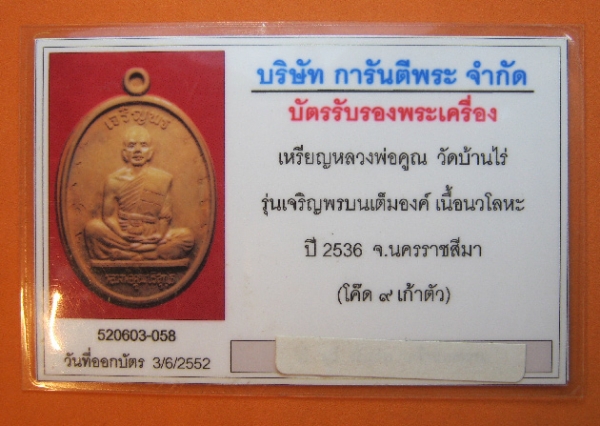 บริษัท การันตีพระ จำกัด
บัตรรับรองพระเครื่อง
เหรียญหลวงพ่อคูณ วัดบ้านไร่
รุ่นเจริญพรบนเต็มองค์ เนื้อนวโลหะ
ปี 2536 จ.นครราชสีมา
(โค๊ด ๙ เก้าตัว)
เจริญพร
520603-058
วันที่ออกบัตร 3/6/2552